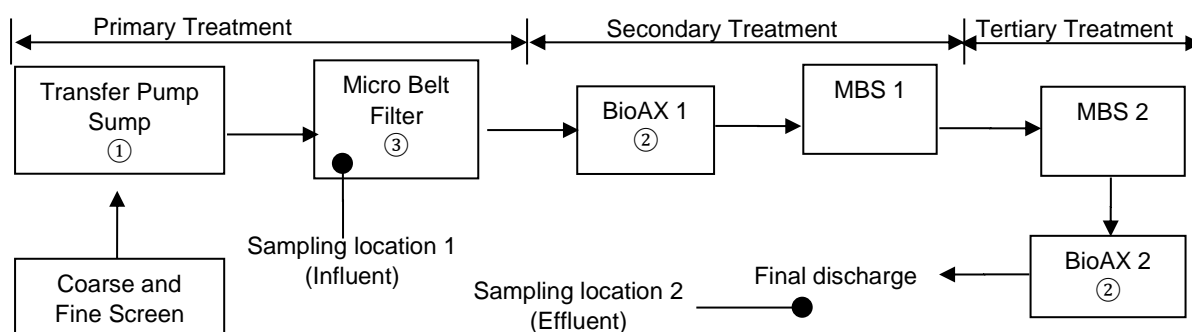 Primary Treatment
Secondary Treatment
Tertiary Treatment
Transfer Pump
Sump
①
Micro Belt
Filter
③
BioAX 1
②
MBS 1
MBS 2
Sampling location 1
(Influent)
Coarse and
Fine Screen
Sampling location 2
(Effluent)
Final discharge
BioAX 2
②